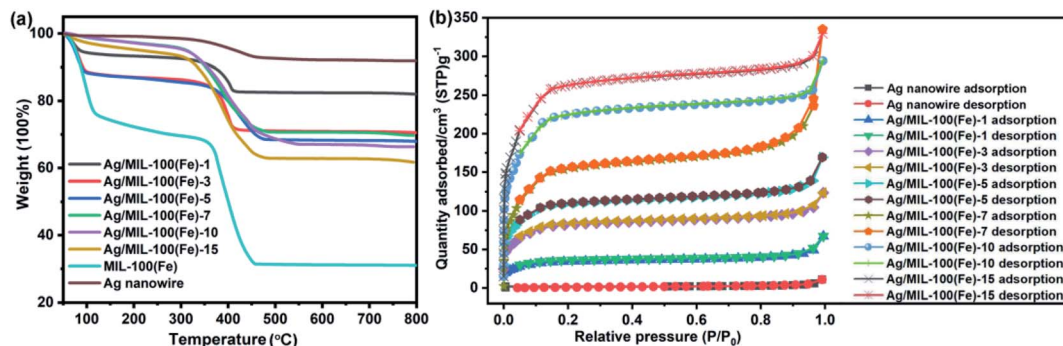 (a)
Weight (100%)
100
80
60
40
20
100 200 300 400 500 600 700 800
Temperature (°C)
Ag/MIL-100(Fe)-1
Ag/MIL-100(Fe)-3
Ag/MIL-100(Fe)-5
Ag/MIL-100(Fe)-7
Ag/MIL-100(Fe)-10
Ag/MIL-100(Fe)-15
MIL-100(Fe)
Ag nanowire
(b)
Quantity adsorbed/cm³ (STP)g⁻¹
350
300
250
200
150
100
50
0
0.0 0.2 0.4 0.6 0.8 1.0
Relative pressure (P/P₀)
Ag nanowire adsorption
Ag nanowire desorption
Ag/MIL-100(Fe)-1 adsorption
Ag/MIL-100(Fe)-1 desorption
Ag/MIL-100(Fe)-3 adsorption
Ag/MIL-100(Fe)-3 desorption
Ag/MIL-100(Fe)-5 adsorption
Ag/MIL-100(Fe)-5 desorption
Ag/MIL-100(Fe)-7 adsorption
Ag/MIL-100(Fe)-7 desorption
Ag/MIL-100(Fe)-10 adsorption
Ag/MIL-100(Fe)-10 desorption
Ag/MIL-100(Fe)-15 adsorption
Ag/MIL-100(Fe)-15 desorption